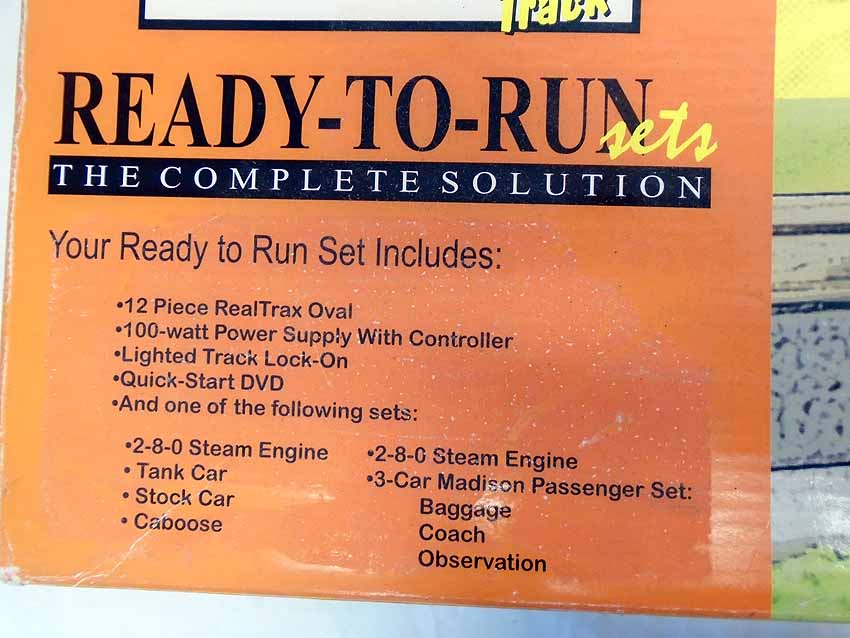 Track
READY-TO-RUN
sets
THE COMPLETE SOLUTION
Your Ready to Run Set Includes:
•12 Piece RealTrax Oval
•100-watt Power Supply With Controller
•Lighted Track Lock-On
•Quick-Start DVD
•And one of the following sets:
•2-8-0 Steam Engine
• Tank Car
• Stock Car
• Caboose
•2-8-0 Steam Engine
•3-Car Madison Passenger Set:
Baggage
Coach
Observation